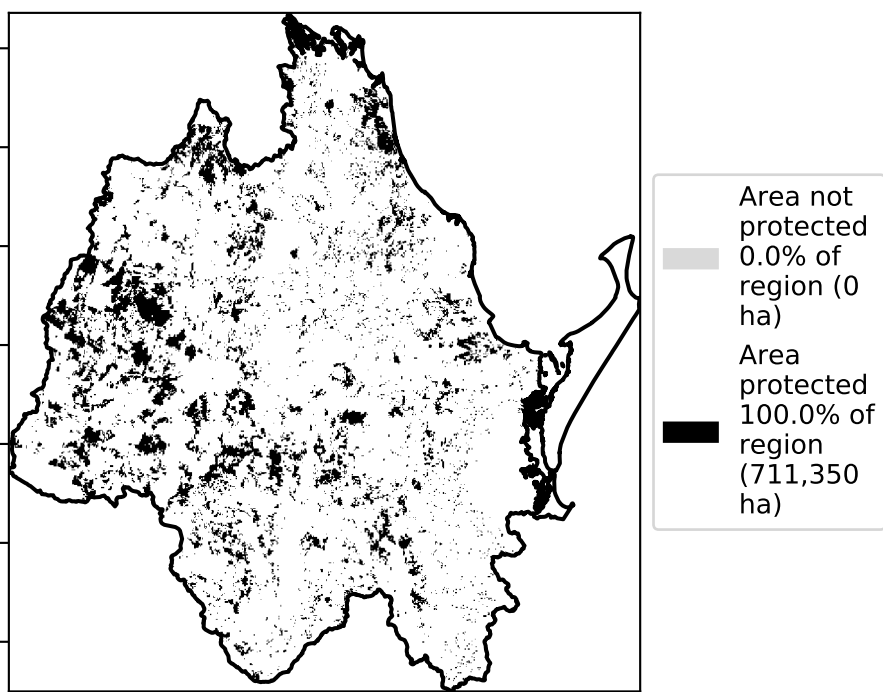 Area not
protected
0.0% of
region (0
ha)
Area
protected
100.0% of
region
(711,350
ha)